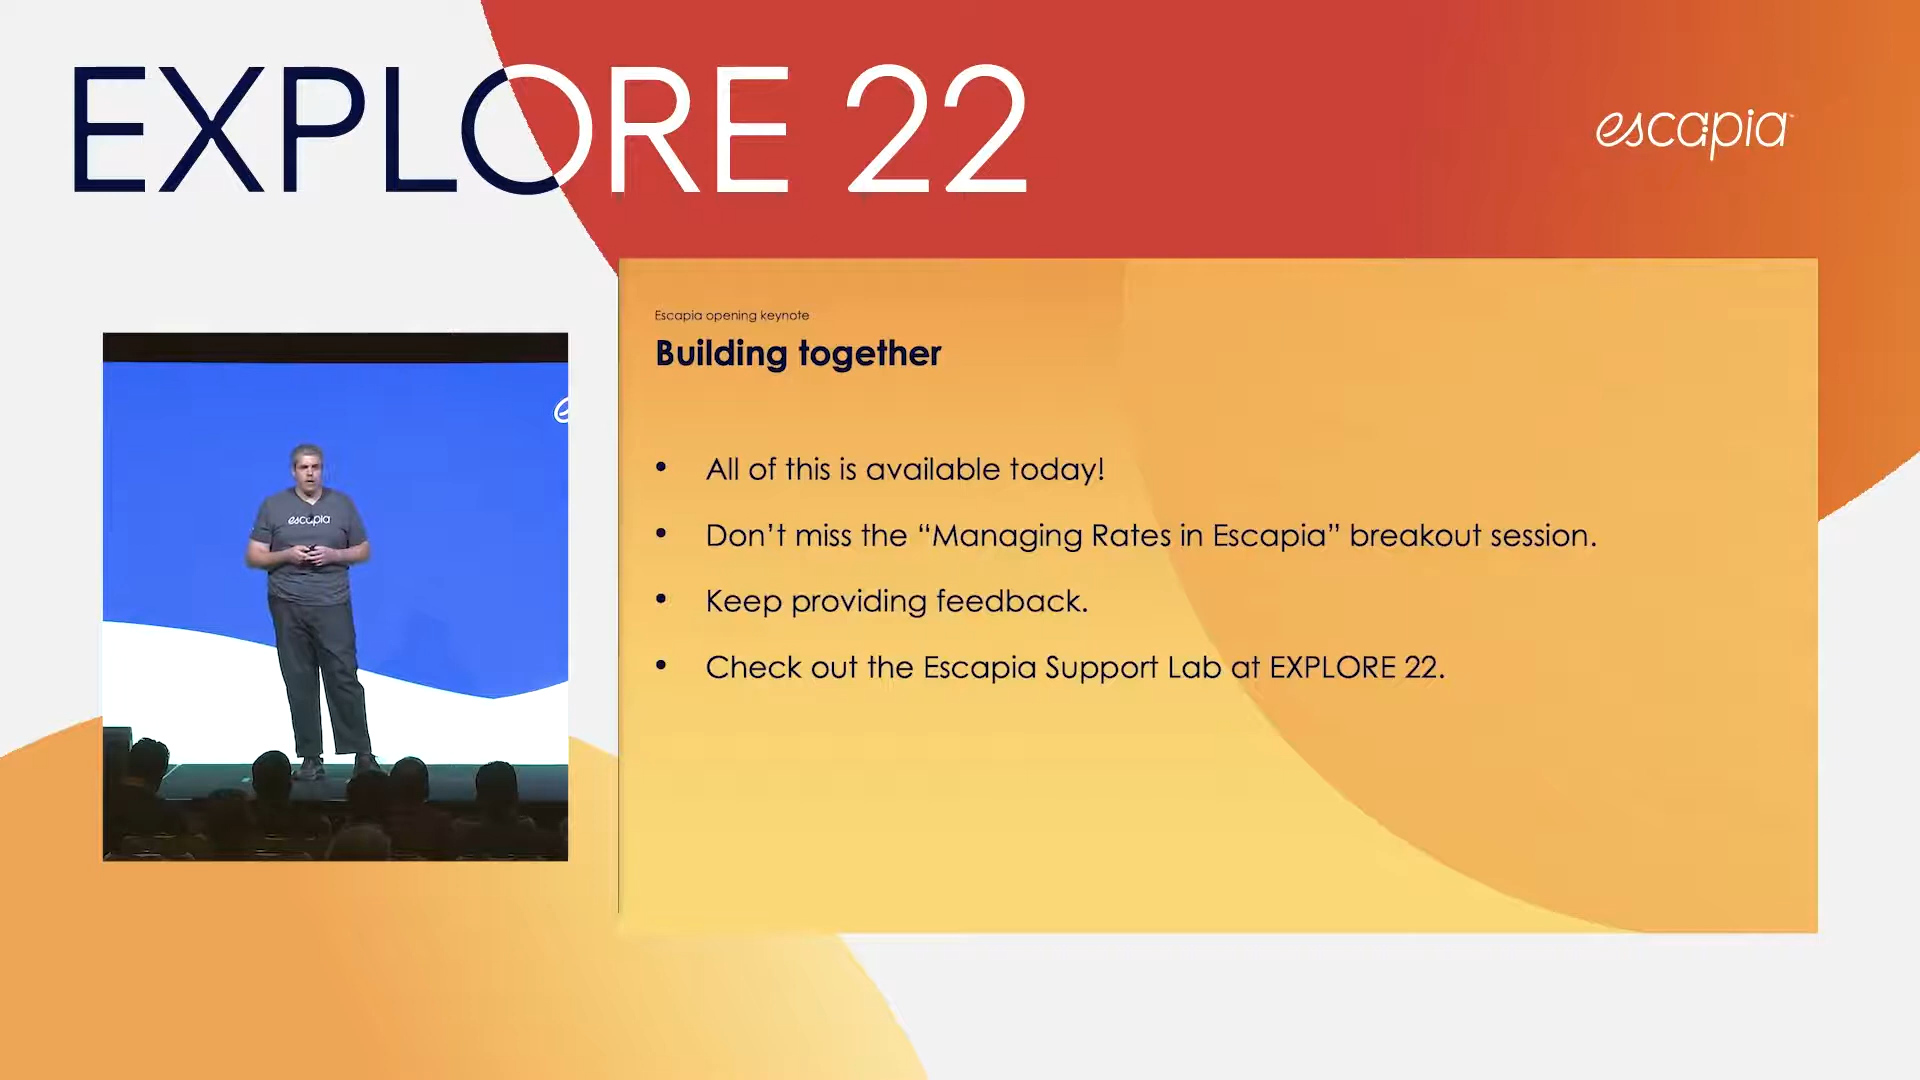 EXPLORE 22
escapia
Escapia opening keynote
Building together
• All of this is available today!
• Don’t miss the “Managing Rates in Escapia” breakout session.
• Keep providing feedback.
• Check out the Escapia Support Lab at EXPLORE 22.
escapia